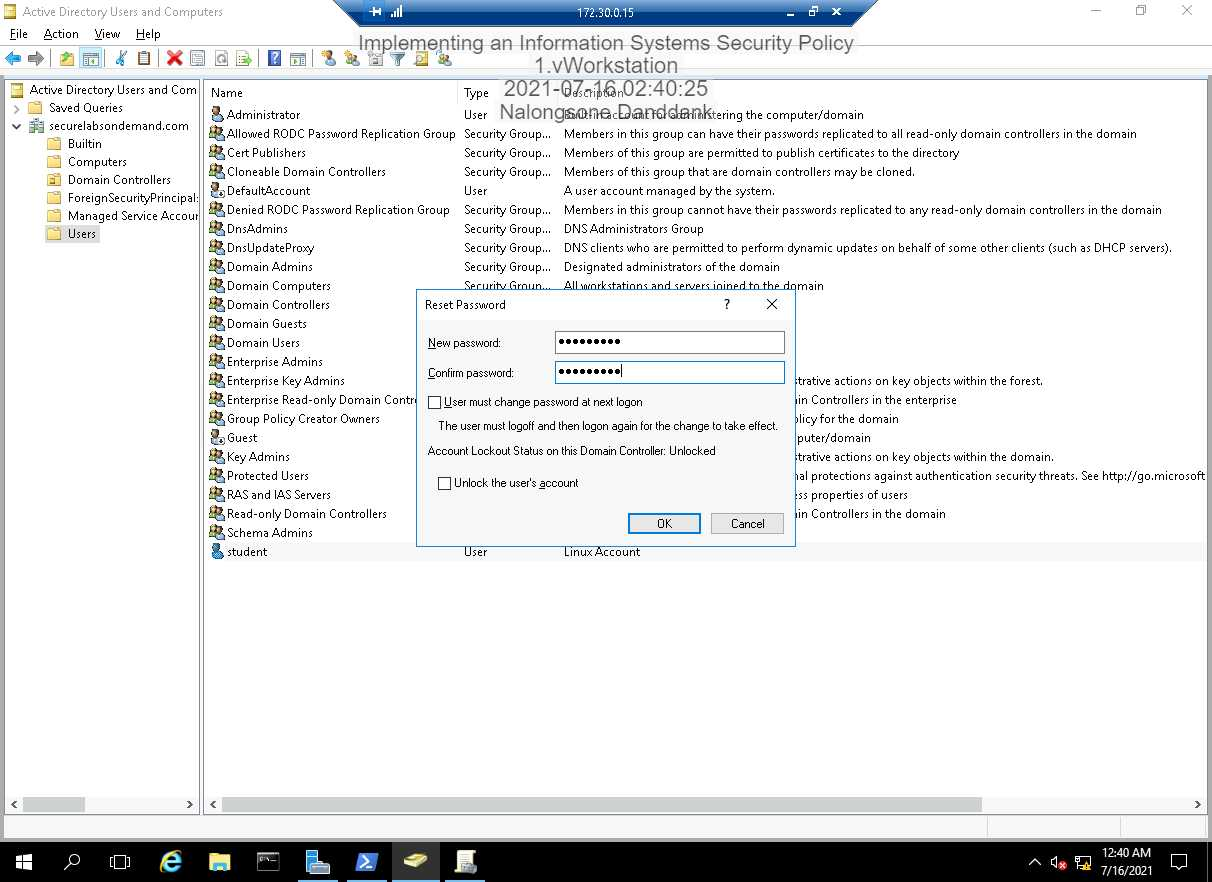 Active Directory Users and Computers
172.30.0.15
File Action View Help
Implementing an Information Systems Security Policy
1.vWorkstation
2021-07-16 02:40:25
Nalongsone Danddank
Active Directory Users and Com
Saved Queries
securelabsondemand.com
Builtin
Computers
Domain Controllers
ForeignSecurityPrincipal:
Managed Service Accour
Users
Name Type Description
Administrator User Built-in account for administering the computer/domain
Allowed RODC Password Replication Group Security Group... Members in this group can have their passwords replicated to all read-only domain controllers in the domain
Cert Publishers Security Group... Members of this group are permitted to publish certificates to the directory
Cloneable Domain Controllers Security Group... Members of this group that are domain controllers may be cloned.
DefaultAccount User A user account managed by the system.
Denied RODC Password Replication Group Security Group... Members in this group cannot have their passwords replicated to any read-only domain controllers in the domain
DnsAdmins Security Group... DNS Administrators Group
DnsUpdateProxy Security Group... DNS clients who are permitted to perform dynamic updates on behalf of some other clients (such as DHCP servers).
Domain Admins Security Group... Designated administrators of the domain
Domain Computers Security Group... All workstations and servers joined to the domain
Domain Controllers
Domain Guests
Domain Users
Enterprise Admins
Enterprise Key Admins strative actions on key objects within the forest.
Enterprise Read-only Domain Contr in Controllers in the enterprise
Group Policy Creator Owners olicy for the domain
Guest puter/domain
Key Admins strative actions on key objects within the domain.
Protected Users nal protections against authentication security threats. See http://go.microsoft
RAS and IAS Servers ss properties of users
Read-only Domain Controllers in Controllers in the domain
Schema Admins
student User Linux Account
Reset Password ?
New password: •••••••••
Confirm password: •••••••••
User must change password at next logon
The user must logoff and then logon again for the change to take effect.
Account Lockout Status on this Domain Controller: Unlocked
Unlock the user's account
OK Cancel
12:40 AM
7/16/2021